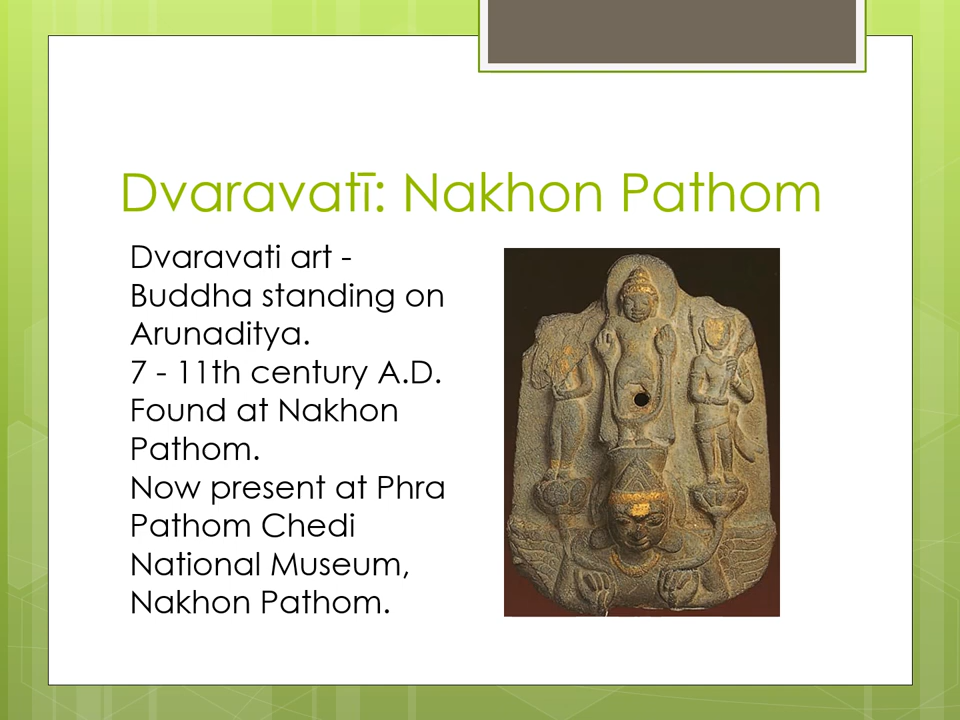 Dvaravatī: Nakhon Pathom
Dvaravati art -
Buddha standing on
Arunaditya.
7 - 11th century A.D.
Found at Nakhon
Pathom.
Now present at Phra
Pathom Chedi
National Museum,
Nakhon Pathom.